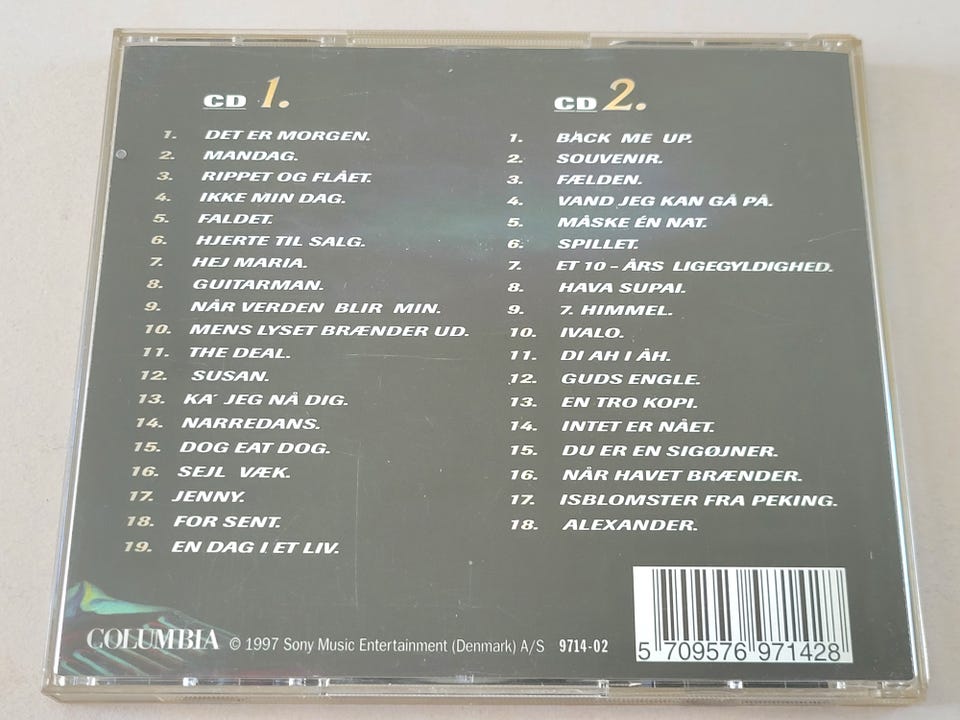 CD 1.
1. DET ER MORGEN.
2. MANDAG.
3. RIPPET OG FLÅET.
4. IKKE MIN DAG.
5. FALDET.
6. HJERTE TIL SALG.
7. HEJ MARIA.
8. GUITARMAN.
9. NÅR VERDEN BLIR MIN.
10. MENS LYSET BRÆNDER UD.
11. THE DEAL.
12. SUSAN.
13. KA´ JEG NÅ DIG.
14. NARREDANS.
15. DOG EAT DOG.
16. SEJL VÆK.
17. JENNY.
18. FOR SENT.
19. EN DAG I ET LIV.
CD 2.
1. BACK ME UP.
2. SOUVENIR.
3. FÆLDEN.
4. VAND JEG KAN GÅ PÅ.
5. MÅSKE ÉN NAT.
6. SPILLET.
7. ET 10 - ÅRS LIGEGYLDIGHED.
8. HAVA SUPAI.
9. 7. HIMMEL.
10. IVALO.
11. DI AH I ÅH.
12. GUDS ENGLE.
13. EN TRO KOPI.
14. INTET ER NÅET.
15. DU ER EN SIGØJNER.
16. NÅR HAVET BRÆNDER.
17. ISBLOMSTER FRA PEKING.
18. ALEXANDER.
COLUMBIA © 1997 Sony Music Entertainment (Denmark) A/S 9714-02
5 709576 971428